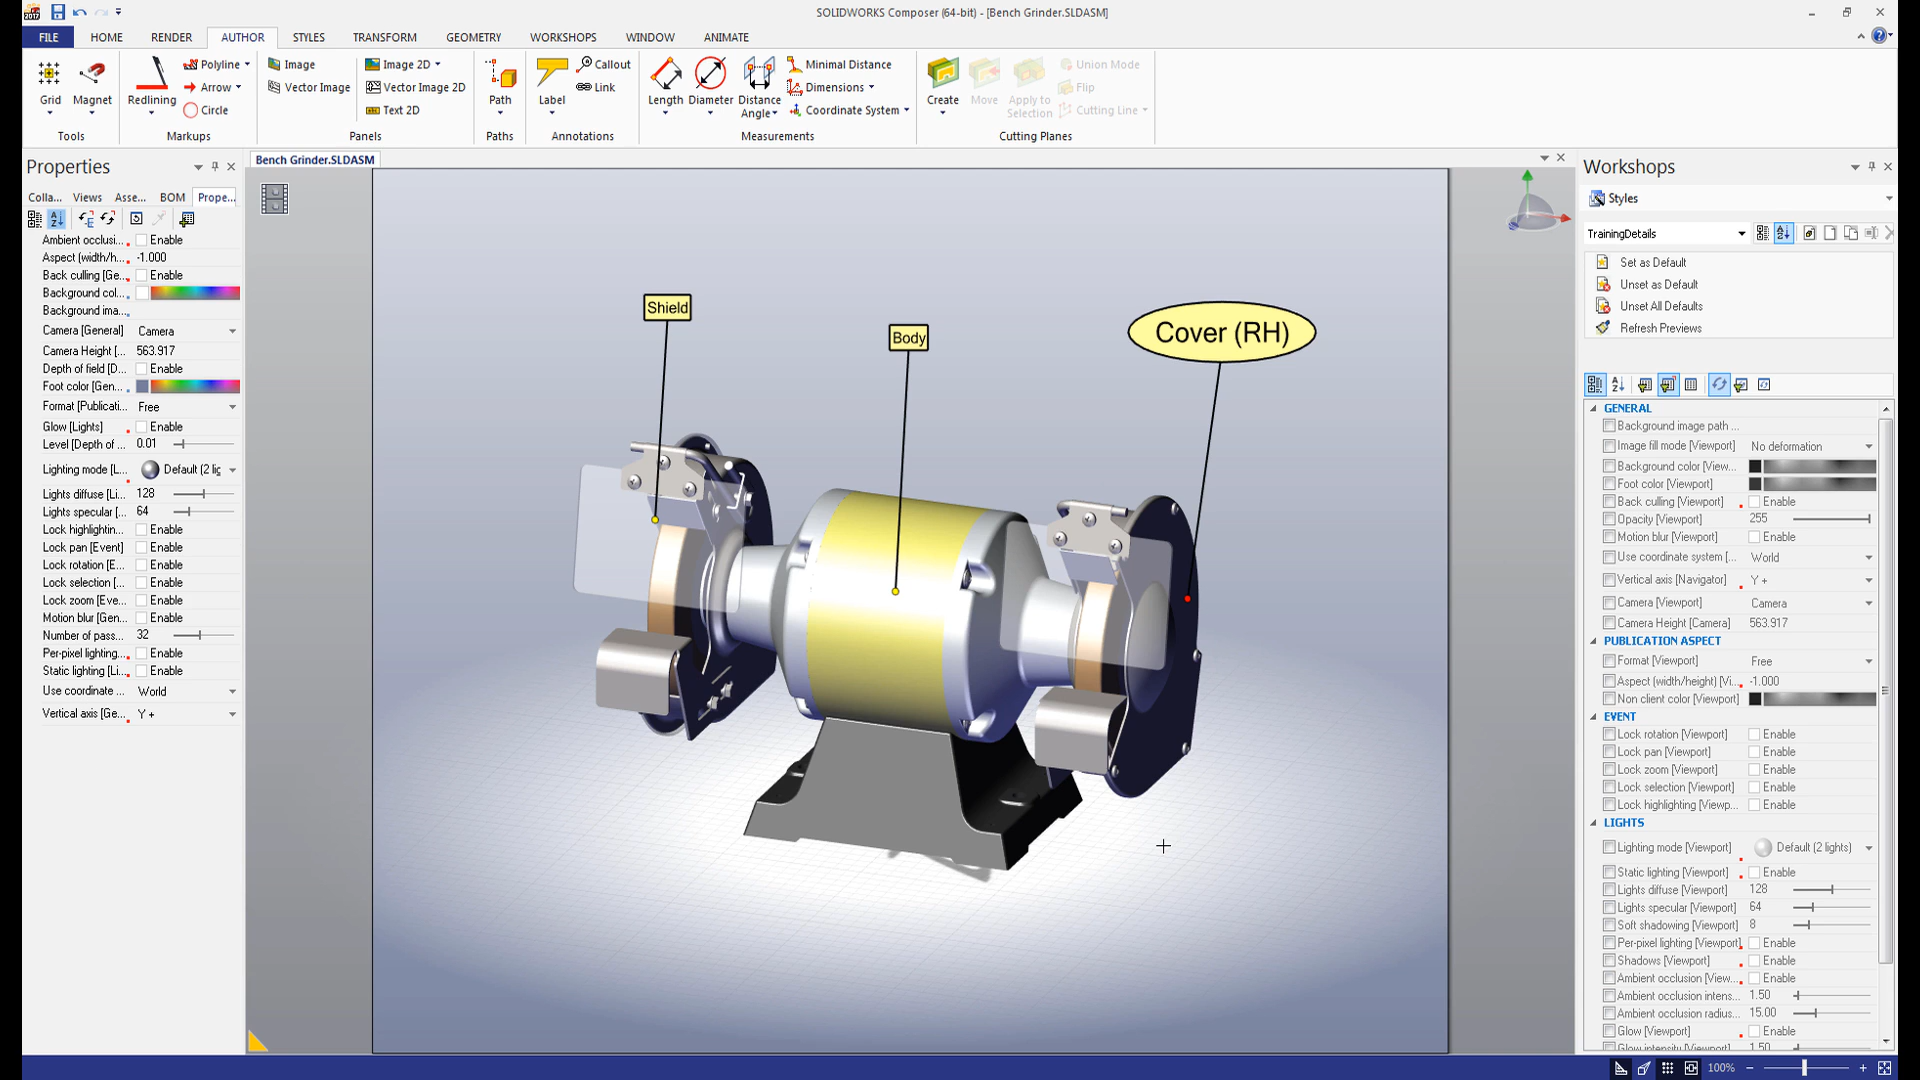 2017
SOLIDWORKS Composer (64-bit) - [Bench Grinder.SLDASM]
FILE HOME RENDER AUTHOR STYLES TRANSFORM GEOMETRY WORKSHOPS WINDOW ANIMATE
Grid Magnet
Tools
Redlining Polyline
Arrow
Circle
Markups
Image Image 2D
Vector Image Vector Image 2D
Text 2D
Panels
Path
Paths
Label Callout
Link
Annotations
Length Diameter Distance Angle
Minimal Distance
Dimensions
Coordinate System
Measurements
Create Move Apply to Selection
Union Mode
Flip
Cutting Line
Cutting Planes
Properties
Colla... Views Asse... BOM Prope...
Ambient occlusi... Enable
Aspect (width/h... -1.000
Back culling [Ge... Enable
Background col...
Background ima...
Camera [General] Camera
Camera Height [... 563.917
Depth of field [D... Enable
Foot color [Gen...
Format [Publicati... Free
Glow [Lights] Enable
Level [Depth of ... 0.01
Lighting mode [L... Default (2 lig
Lights diffuse [Li... 128
Lights specular [... 64
Lock highlightin... Enable
Lock pan [Event] Enable
Lock rotation [E... Enable
Lock selection [... Enable
Lock zoom [Eve... Enable
Motion blur [Gen... Enable
Number of pass... 32
Per-pixel lighting... Enable
Static lighting [Li... Enable
Use coordinate ... World
Vertical axis [Ge... Y +
Bench Grinder.SLDASM
Shield
Body
Cover (RH)
Workshops
Styles
TrainingDetails
Set as Default
Unset as Default
Unset All Defaults
Refresh Previews
GENERAL
Background image path ...
Image fill mode [Viewport] No deformation
Background color [View...
Foot color [Viewport]
Back culling [Viewport] Enable
Opacity [Viewport] 255
Motion blur [Viewport] Enable
Use coordinate system [... World
Vertical axis [Navigator] Y +
Camera [Viewport] Camera
Camera Height [Camera] 563.917
PUBLICATION ASPECT
Format [Viewport] Free
Aspect (width/height) [Vi... -1.000
Non client color [Viewport]
EVENT
Lock rotation [Viewport] Enable
Lock pan [Viewport] Enable
Lock zoom [Viewport] Enable
Lock selection [Viewport] Enable
Lock highlighting [Viewp... Enable
LIGHTS
Lighting mode [Viewport] Default (2 lights)
Static lighting [Viewport] Enable
Lights diffuse [Viewport] 128
Lights specular [Viewport] 64
Soft shadowing [Viewport] 8
Per-pixel lighting [Viewport] Enable
Shadows [Viewport] Enable
Ambient occlusion [View... Enable
Ambient occlusion intens... 1.50
Ambient occlusion radius... 15.00
Glow [Viewport] Enable
Glow intensity [Viewport] 1.50
100%